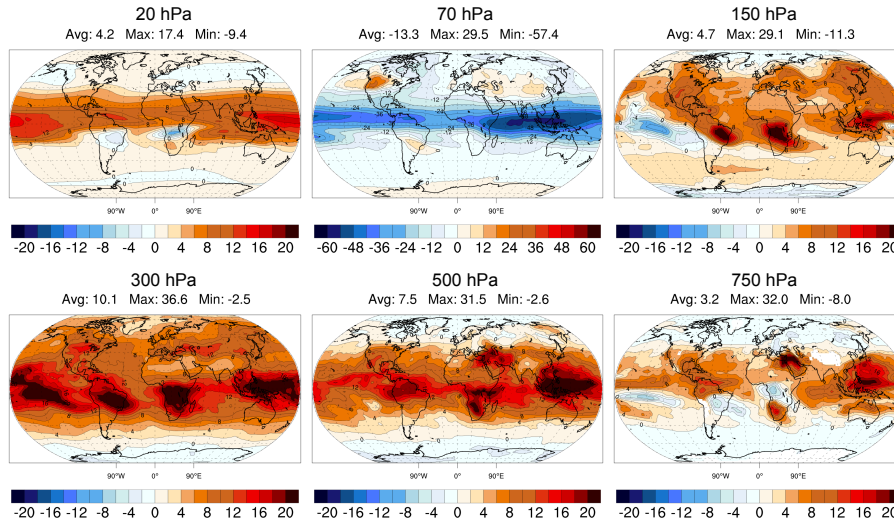 20 hPa
Avg: 4.2 Max: 17.4 Min: -9.4
70 hPa
Avg: -13.3 Max: 29.5 Min: -57.4
150 hPa
Avg: 4.7 Max: 29.1 Min: -11.3
90°W 0° 90°E
90°W 0° 90°E
90°W 0° 90°E
-20 -16 -12 -8 -4 0 4 8 12 16 20
-60 -48 -36 -24 -12 0 12 24 36 48 60
-20 -16 -12 -8 -4 0 4 8 12 16 20
300 hPa
Avg: 10.1 Max: 36.6 Min: -2.5
500 hPa
Avg: 7.5 Max: 31.5 Min: -2.6
750 hPa
Avg: 3.2 Max: 32.0 Min: -8.0
90°W 0° 90°E
90°W 0° 90°E
90°W 0° 90°E
-20 -16 -12 -8 -4 0 4 8 12 16 20
-20 -16 -12 -8 -4 0 4 8 12 16 20
-20 -16 -12 -8 -4 0 4 8 12 16 20